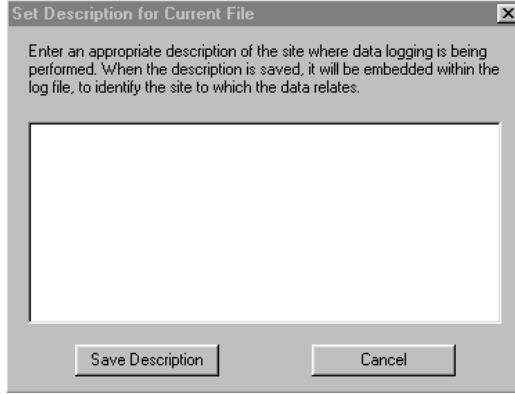 Set Description for Current File
Enter an appropriate description of the site where data logging is being
performed. When the description is saved, it will be embedded within the
log file, to identify the site to which the data relates.
Save Description
Cancel